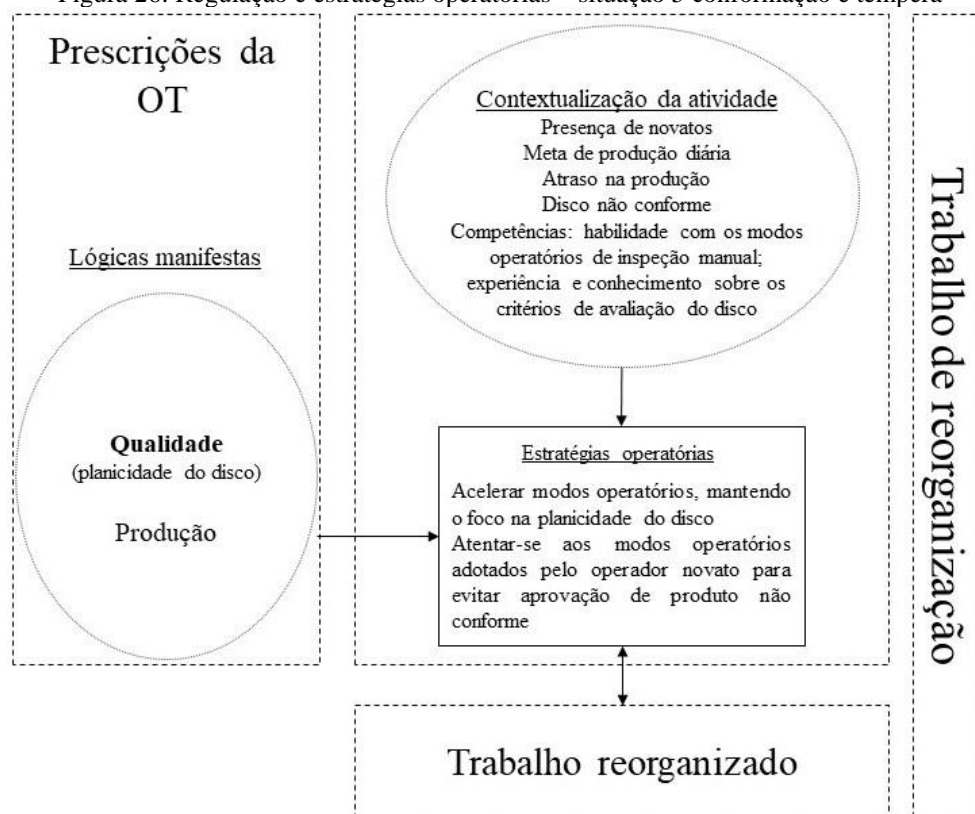 Figura 26: Regulação e estratégias operatórias – situação 3 conformação e têmpera
Prescrições da
OT
Lógicas manifestas
Qualidade
(planicidade do disco)
Produção
Contextualização da atividade
Presença de novatos
Meta de produção diária
Atraso na produção
Disco não conforme
Competências: habilidade com os modos
operatórios de inspeção manual;
experiência e conhecimento sobre os
critérios de avaliação do disco
Estratégias operatórias
Acelerar modos operatórios, mantendo
o foco na planicidade do disco
Atentar-se aos modos operatórios
adotados pelo operador novato para
evitar aprovação de produto não
conforme
Trabalho reorganizado
Trabalho de reorganização